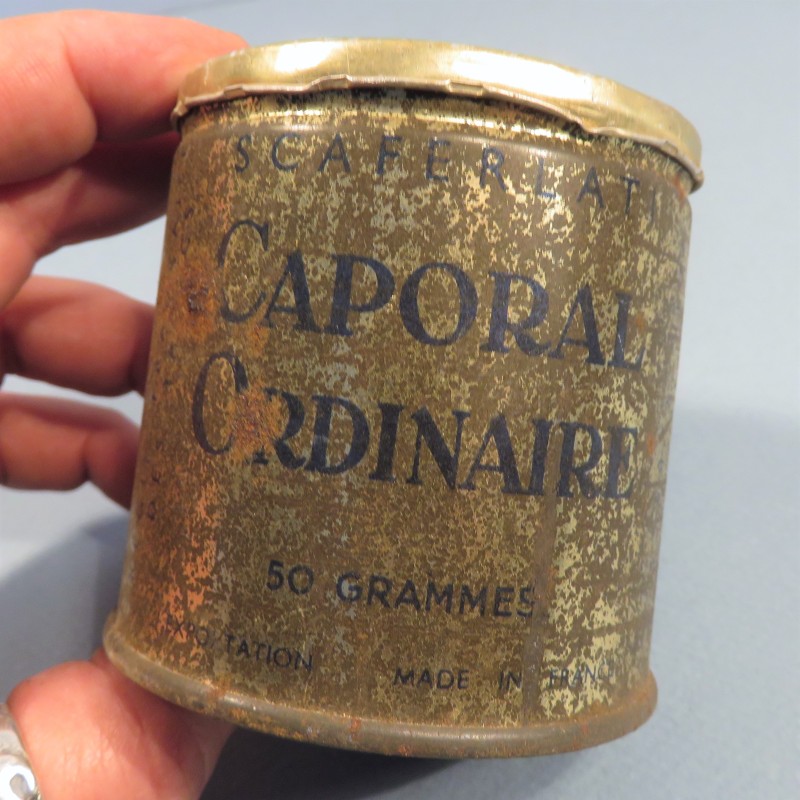 SCAFERLATI
CAPORAL
ORDINAIRE
50 GRAMMES
EXPORTATION MADE IN FRANCE